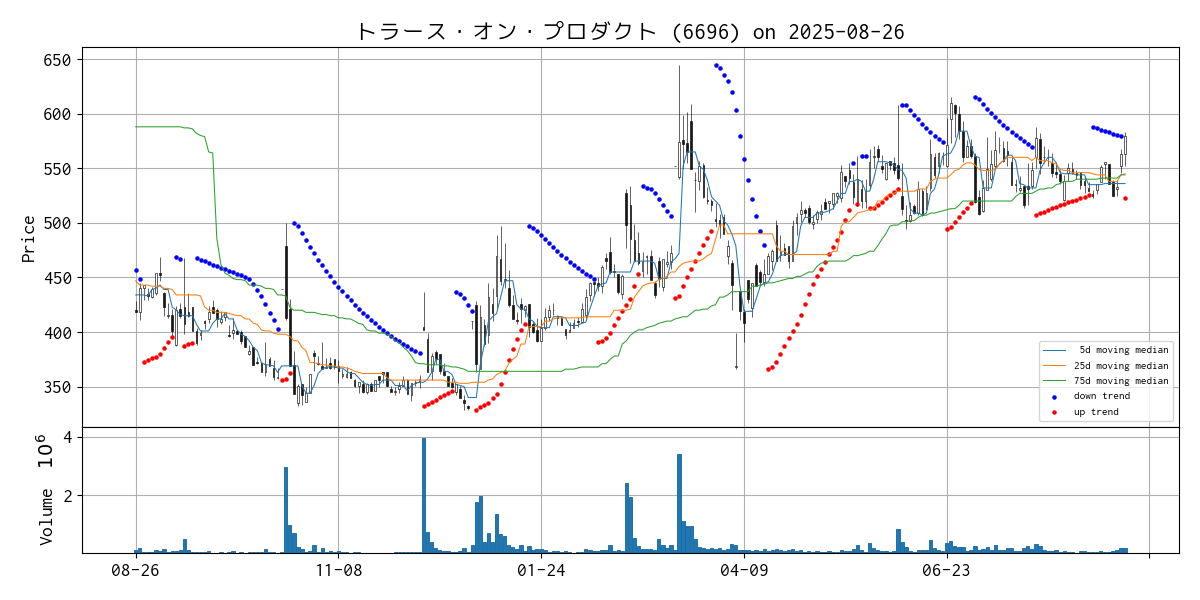 トラース・オン・プロダクト (6696) on 2025-08-26
Price
650
600
550
500
450
400
350
5d moving median
25d moving median
75d moving median
down trend
up trend
Volume 10^6
4
2
08-26 11-08 01-24 04-09 06-23